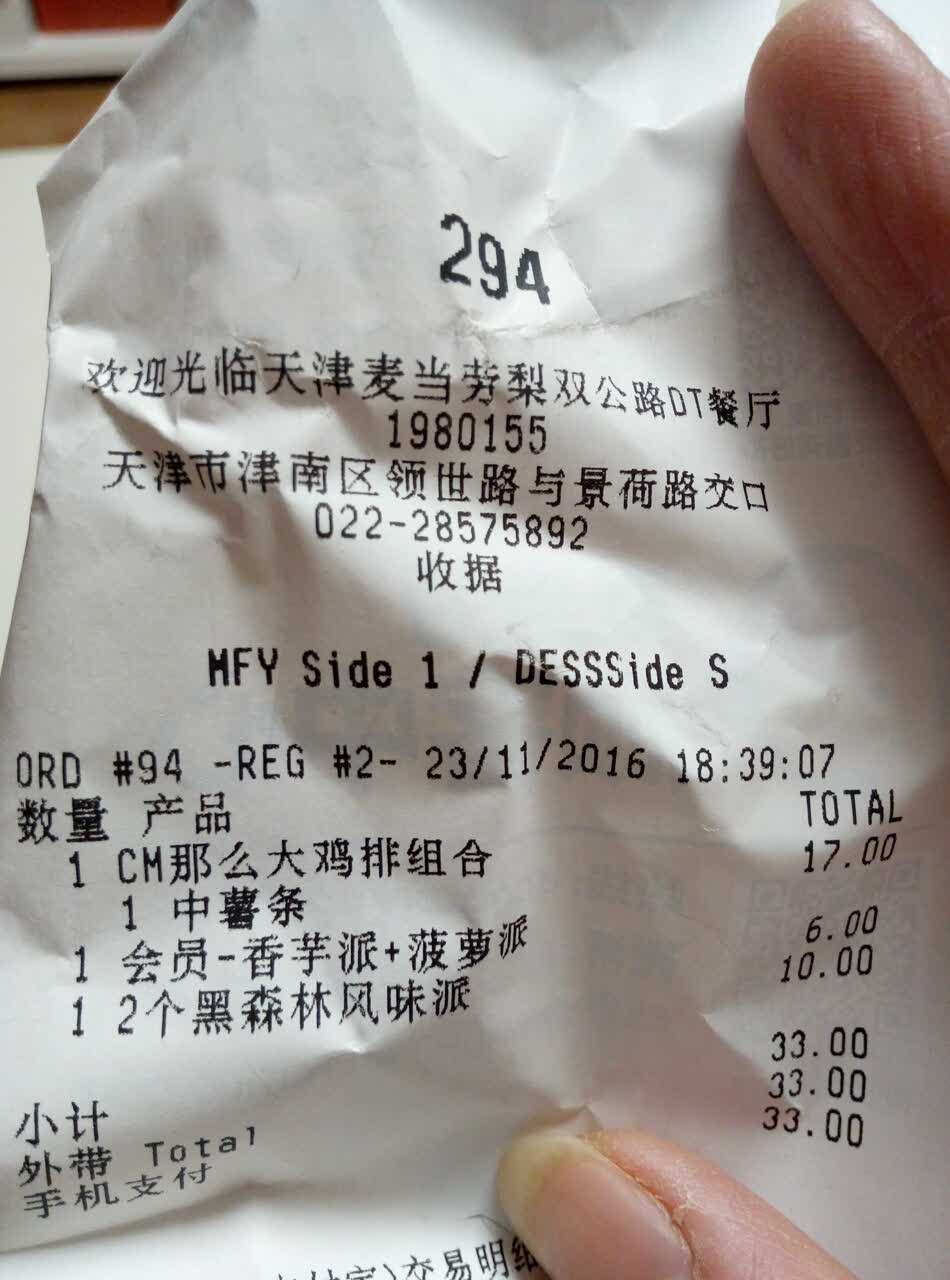 294
欢迎光临天津麦当劳梨双公路DT餐厅
1980155
天津市津南区领世路与景荷路交口
022-28575892
收据
MFY Side 1 / DESSSide S
ORD #94 -REG #2- 23/11/2016 18:39:07
数量 产品 TOTAL
1 CM那么大鸡排组合 17.00
1 中薯条
1 会员-香芋派+菠萝派 6.00
1 2个黑森林风味派 10.00
小计 33.00
外带 Total 33.00
手机支付 33.00
交易明细